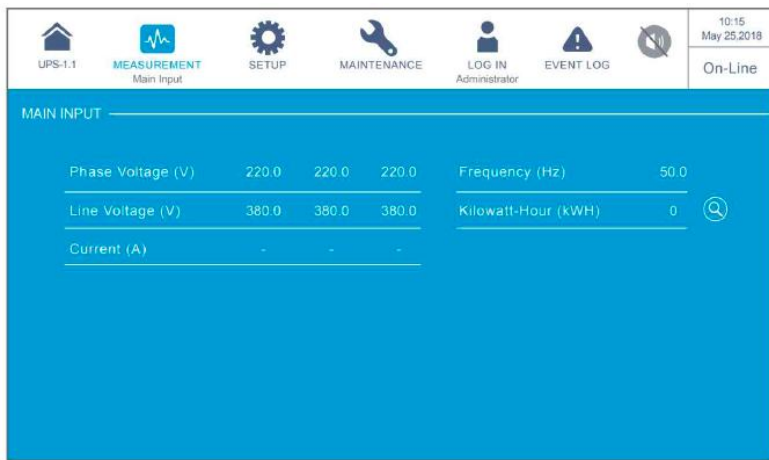 10:15
May 25,2018
On-Line
UPS-1.1
MEASUREMENT
Main Input
SETUP
MAINTENANCE
LOG IN
Administrator
EVENT LOG
MAIN INPUT
Phase Voltage (V) 220.0 220.0 220.0 Frequency (Hz) 50.0
Line Voltage (V) 380.0 380.0 380.0 Kilowatt-Hour (kWH) 0
Current (A) - - -